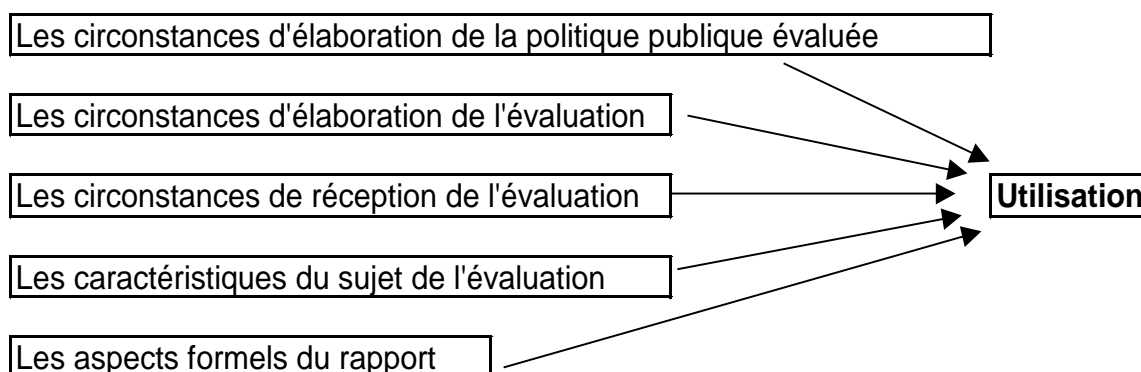 Les circonstances d'élaboration de la politique publique évaluée
Les circonstances d'élaboration de l'évaluation
Les circonstances de réception de l'évaluation
Utilisation
Les caractéristiques du sujet de l'évaluation
Les aspects formels du rapport